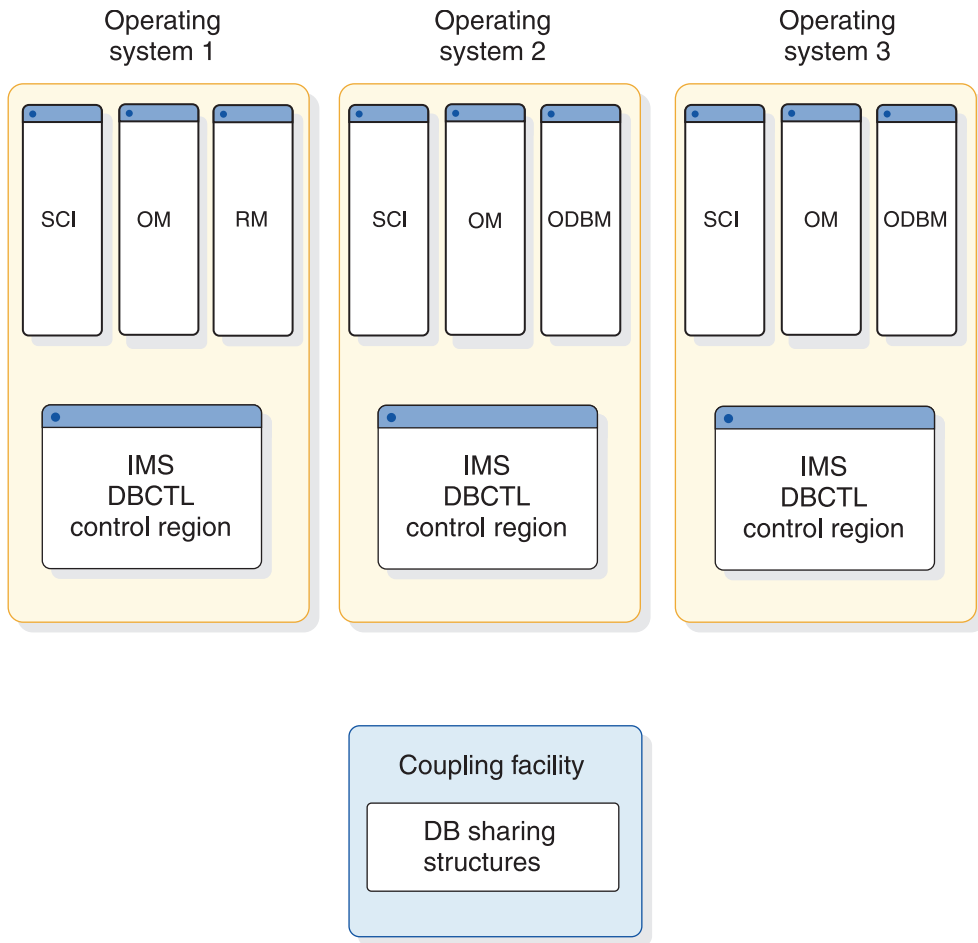 Operating
system 1
Operating
system 2
Operating
system 3
SCI
OM
RM
SCI
OM
ODBM
SCI
OM
ODBM
IMS
DBCTL
control region
IMS
DBCTL
control region
IMS
DBCTL
control region
Coupling facility
DB sharing
structures